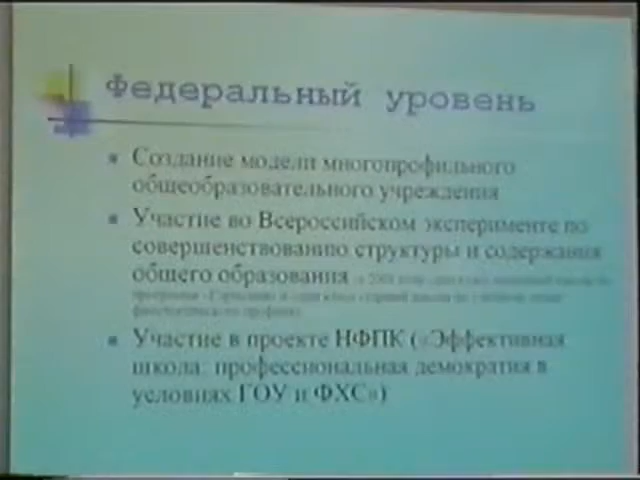 Федеральный уровень
Создание модели многопрофильного
общеобразовательного учреждения
Участие во Всероссийском эксперименте по
совершенствованию структуры и содержания
общего образования
Участие в проекте НФПК («Эффективная
школа: профессиональная демократия в
условиях ГОУ и ФХС»)